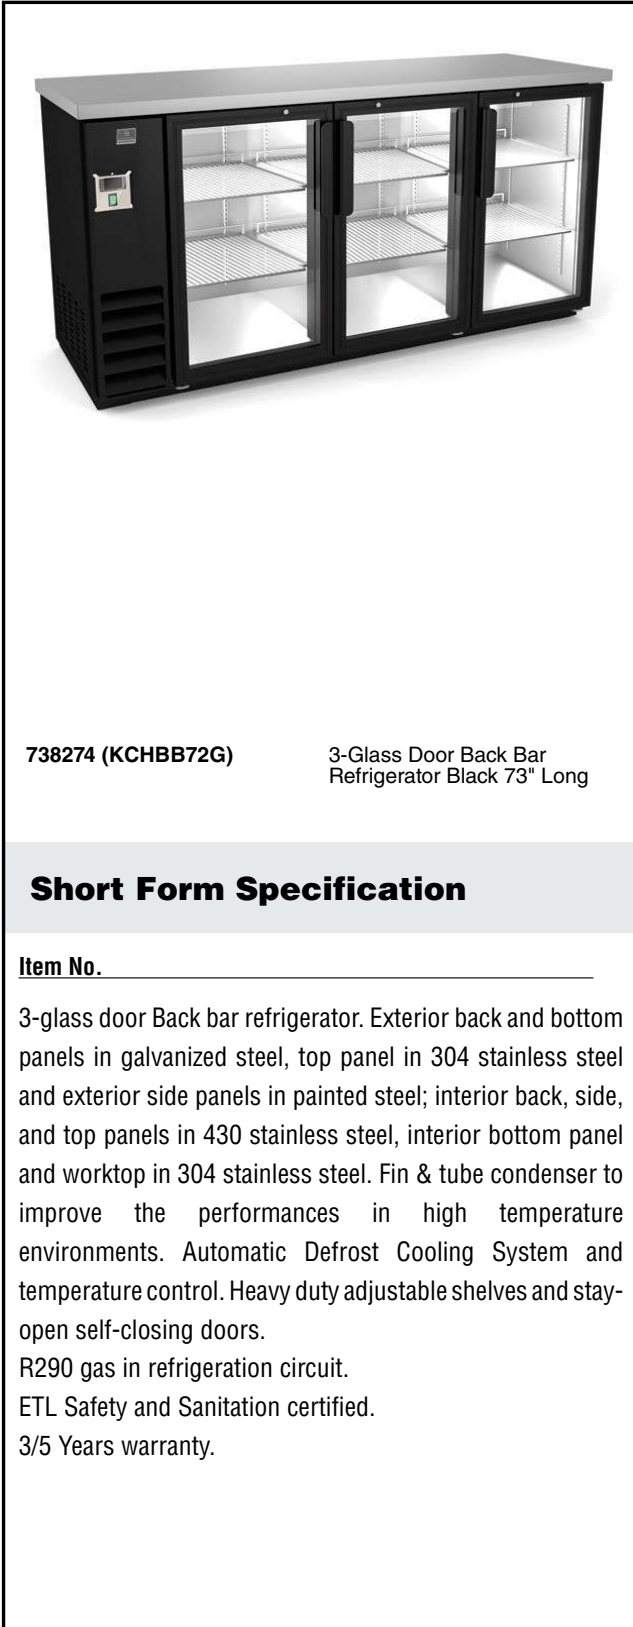 738274 (KCHBB72G)
3-Glass Door Back Bar
Refrigerator Black 73" Long
Short Form Specification
Item No.
3-glass door Back bar refrigerator. Exterior back and bottom
panels in galvanized steel, top panel in 304 stainless steel
and exterior side panels in painted steel; interior back, side,
and top panels in 430 stainless steel, interior bottom panel
and worktop in 304 stainless steel. Fin & tube condenser to
improve the performances in high temperature
environments. Automatic Defrost Cooling System and
temperature control. Heavy duty adjustable shelves and stay-
open self-closing doors.
R290 gas in refrigeration circuit.
ETL Safety and Sanitation certified.
3/5 Years warranty.